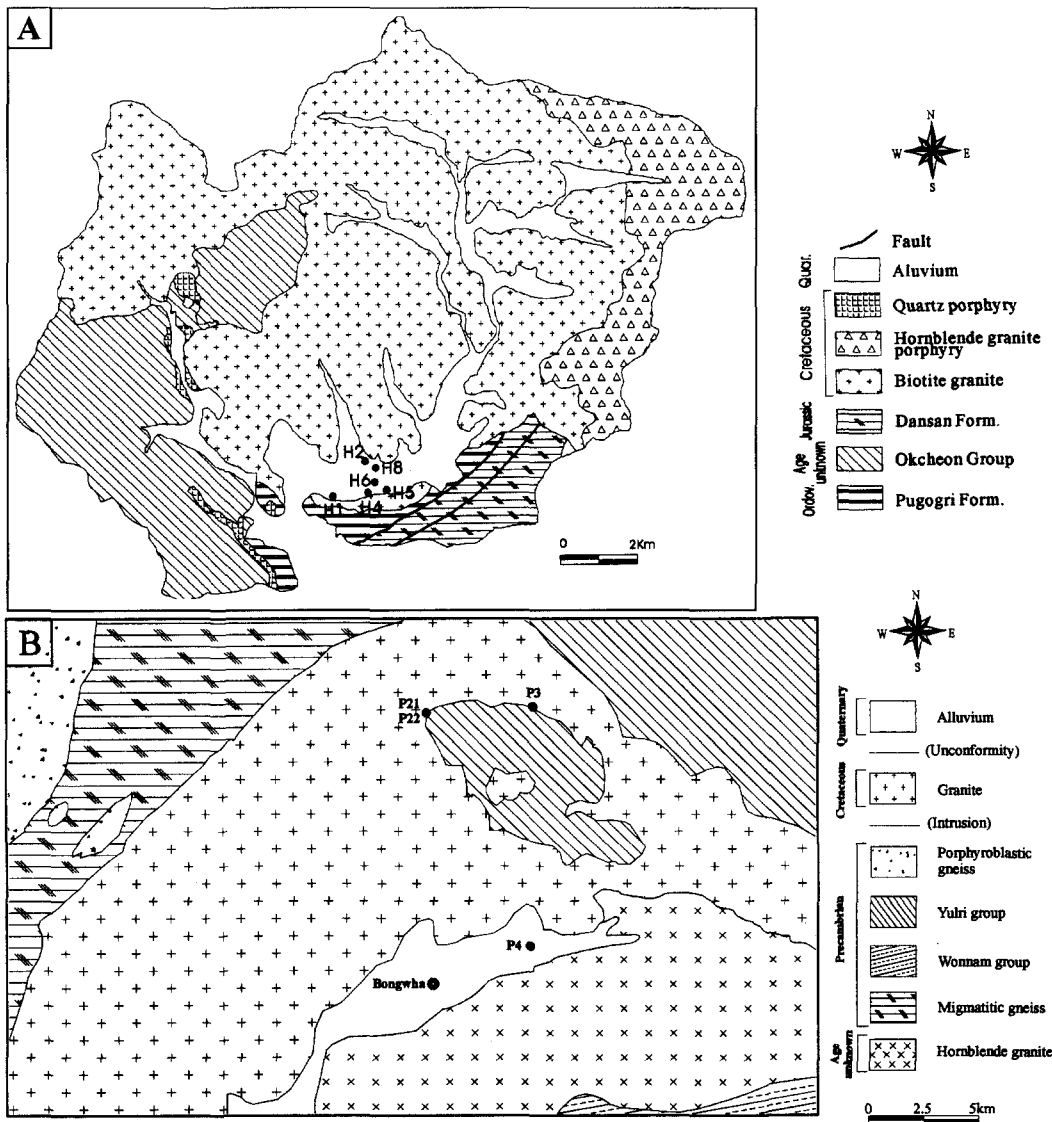 A
H2
H8
H6
H5
H4
H1
0 2Km
N
W E
S
Quar.
Cretaceous
Jurassic
Age unknown
Ordov.
Fault
Aluvium
Quartz porphyry
Hornblende granite
porphyry
Biotite granite
Dansan Form.
Okcheon Group
Pugogri Form.
B
P21
P22
P3
P4
Bongwha
N
W E
S
Quaternary
Cretaceous
Precambrian
Age unknown
Alluvium
(Unconformity)
Granite
(Intrusion)
Porphyroblastic
gneiss
Yulri group
Wonnam group
Migmatitic gneiss
Hornblende granite
0 2.5 5km